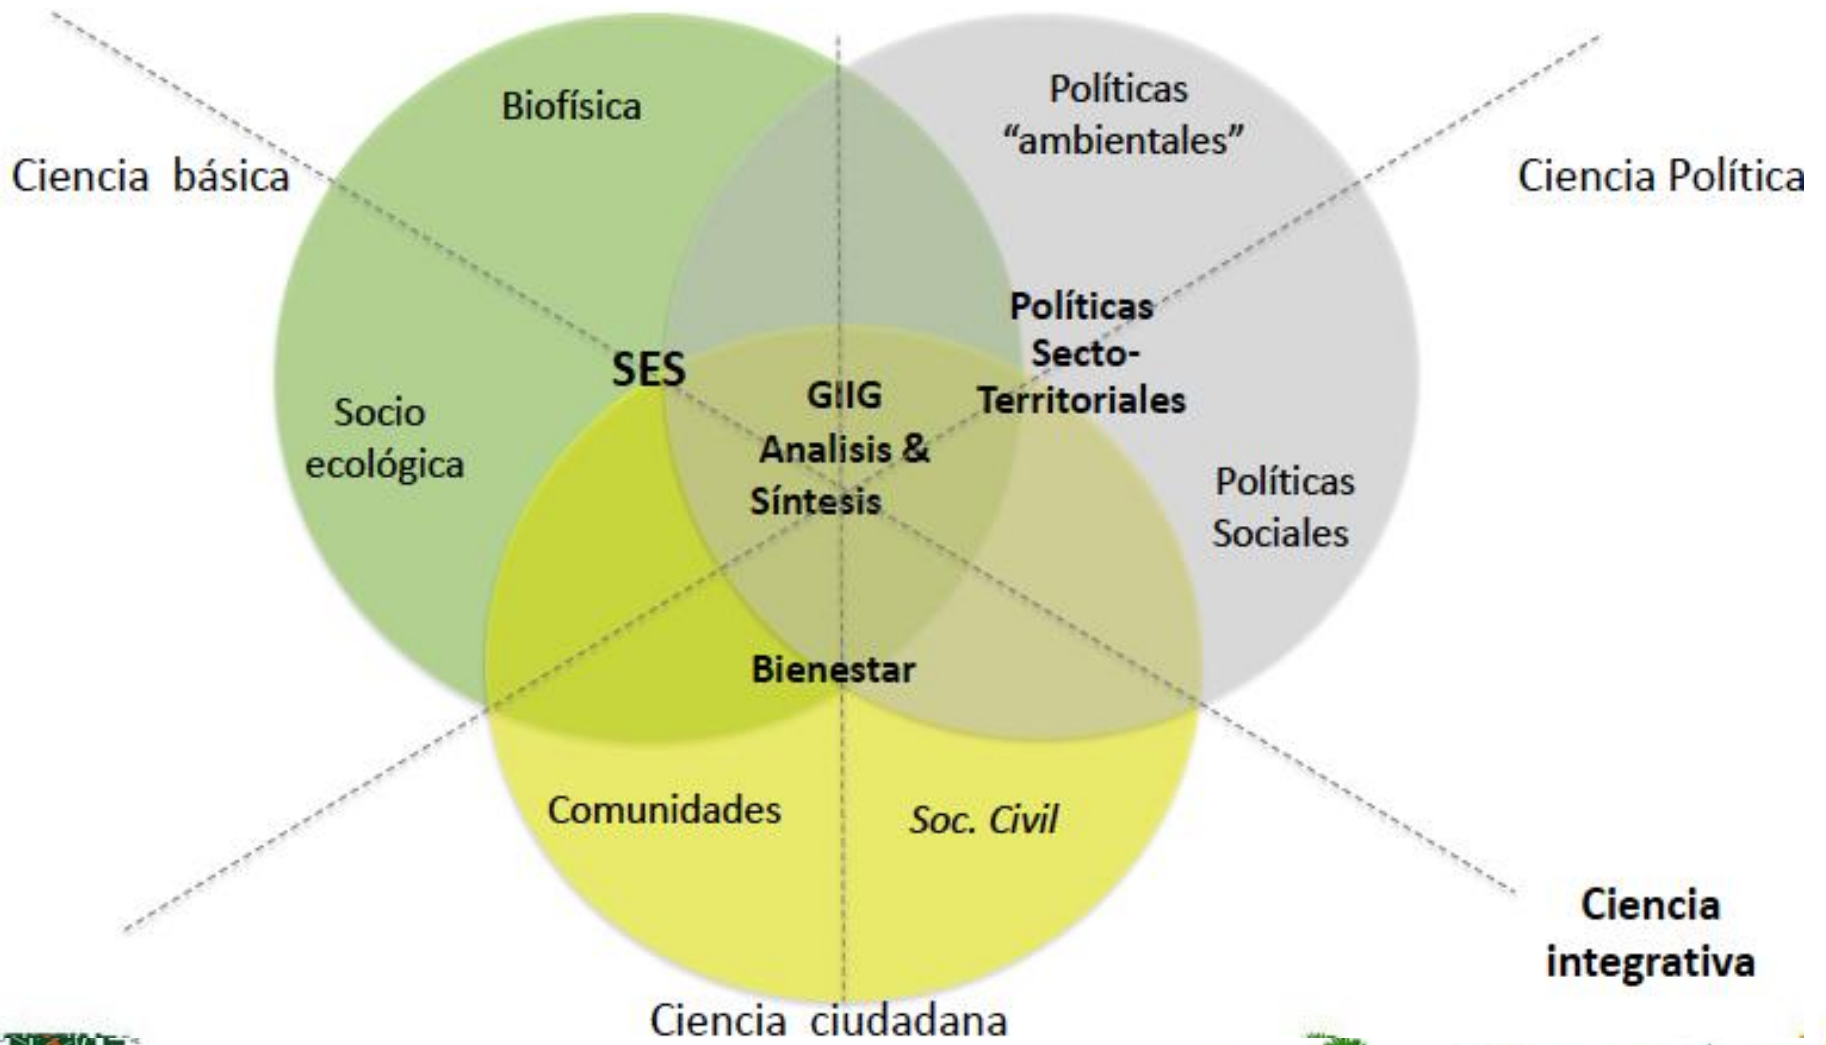 Biofísica
Políticas
“ambientales”
Ciencia básica
Ciencia Política
Políticas
Secto-
Territoriales
SES
Socio
ecológica
GIIG
Analisis &
Síntesis
Políticas
Sociales
Bienestar
Comunidades
Soc. Civil
Ciencia
integrativa
Ciencia ciudadana